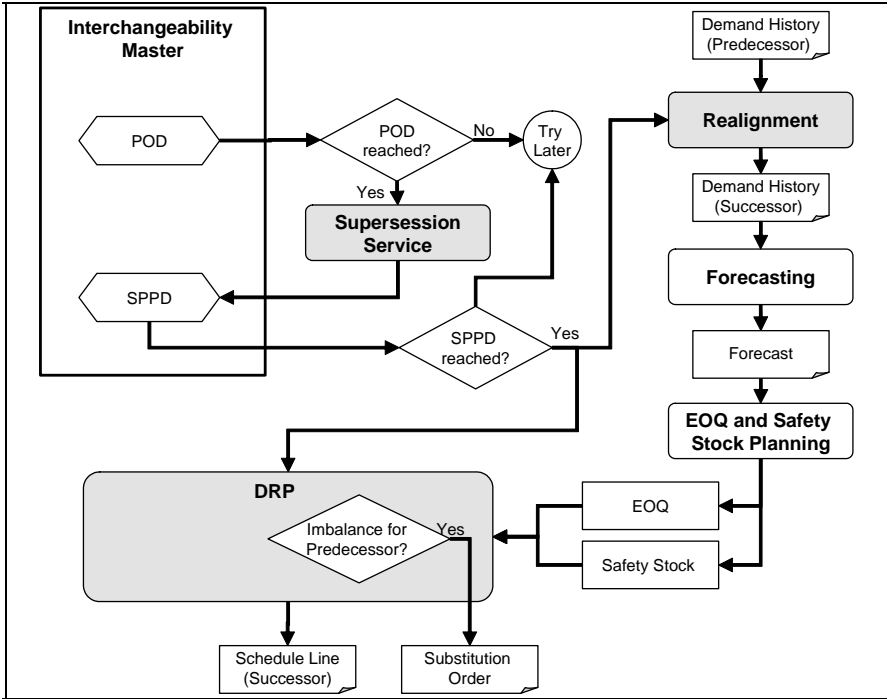 Interchangeability
Master
POD
POD
reached?
No
Try
Later
Yes
Supersession
Service
SPPD
SPPD
reached?
Yes
Demand History
(Predecessor)
Realignment
Demand History
(Successor)
Forecasting
Forecast
EOQ and Safety
Stock Planning
EOQ
Safety Stock
DRP
Imbalance for
Predecessor?
Yes
Schedule Line
(Successor)
Substitution
Order